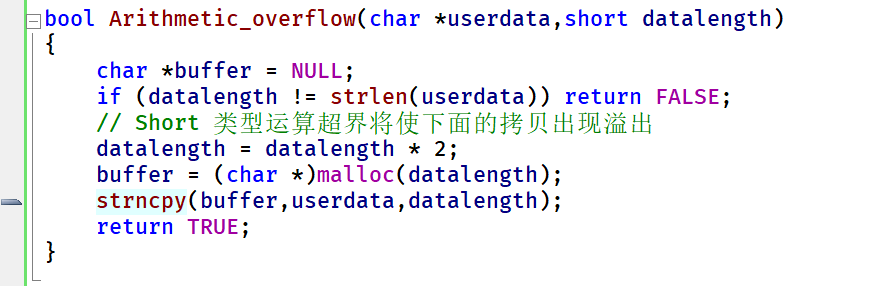 bool Arithmetic_overflow(char *userdata,short datalength)
{
    char *buffer = NULL;
    if (datalength != strlen(userdata)) return FALSE;
    // Short 类型运算超界将使下面的拷贝出现溢出
    datalength = datalength * 2;
    buffer = (char *)malloc(datalength);
    strncpy(buffer,userdata,datalength);
    return TRUE;
}